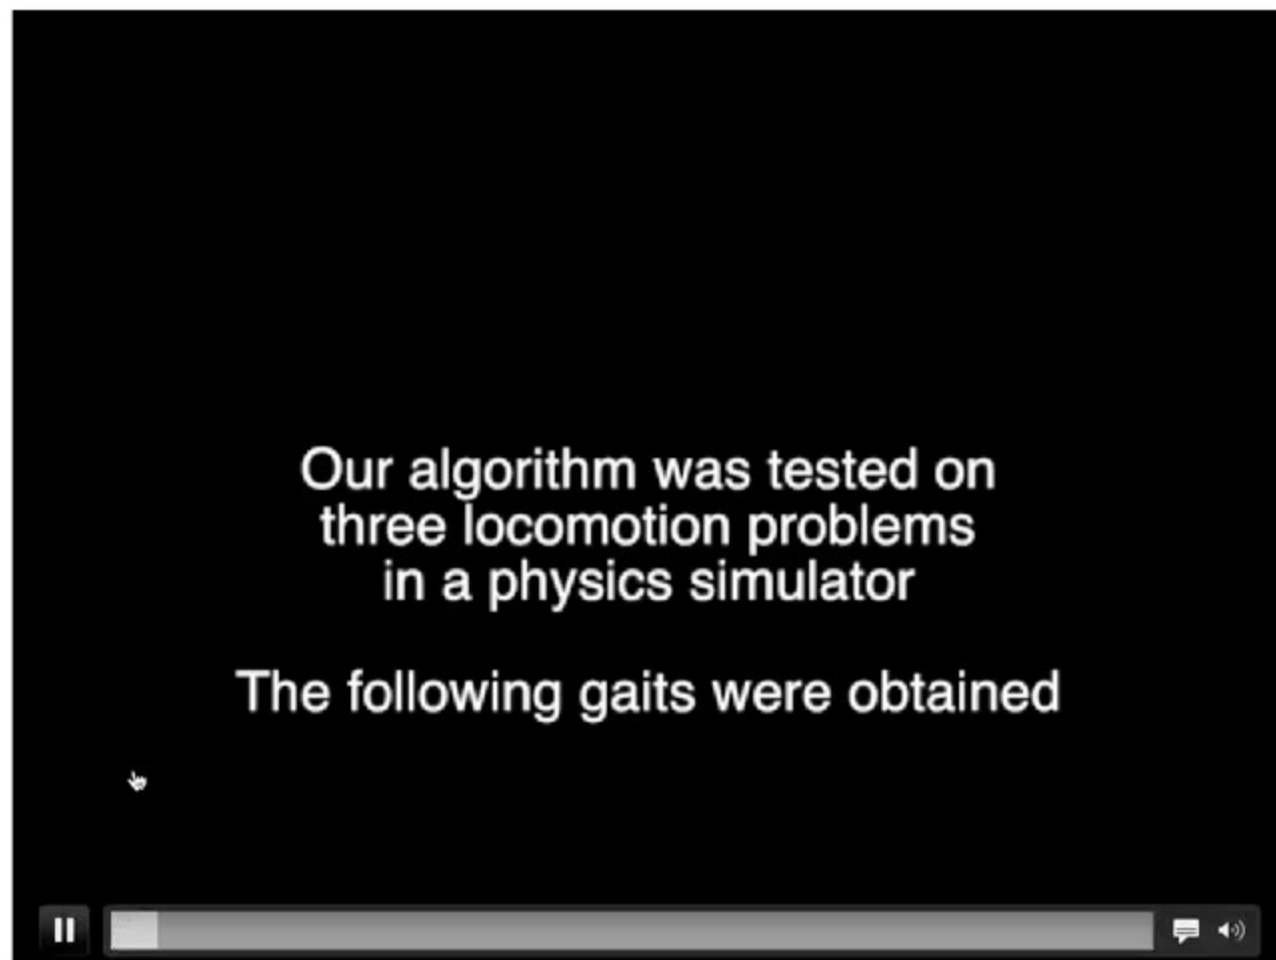 Our algorithm was tested on
three locomotion problems
in a physics simulator
The following gaits were obtained